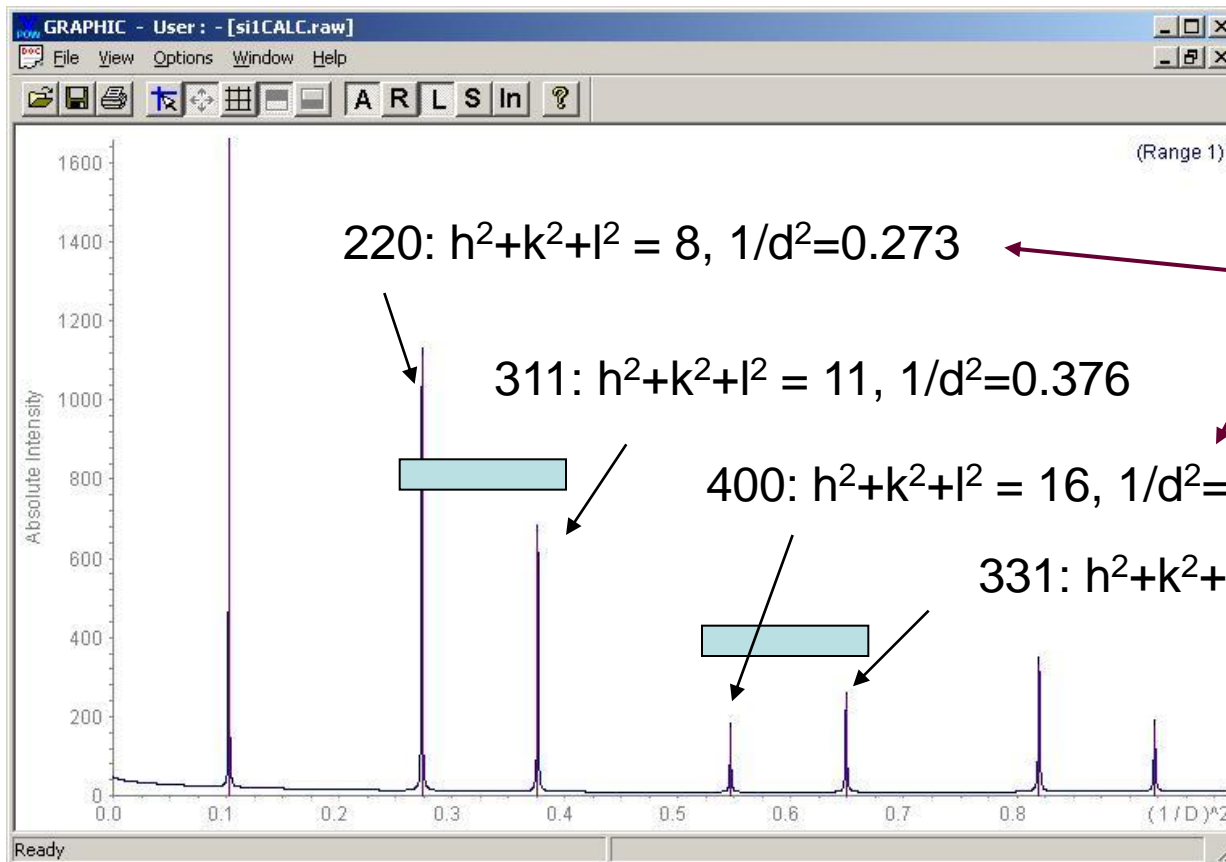 GRAPHIC - User : - [si1CALC.raw]
File View Options Window Help
A R L S In
(Range 1)
1600
1400
1200
1000
800
600
400
200
0
Absolute Intensity
220: h²+k²+l² = 8, 1/d²=0.273
311: h²+k²+l² = 11, 1/d²=0.376
400: h²+k²+l² = 16, 1/d²=
331: h²+k²+
0.0 0.1 0.2 0.3 0.4 0.5 0.6 0.7 0.8 (1/D)^2
Ready